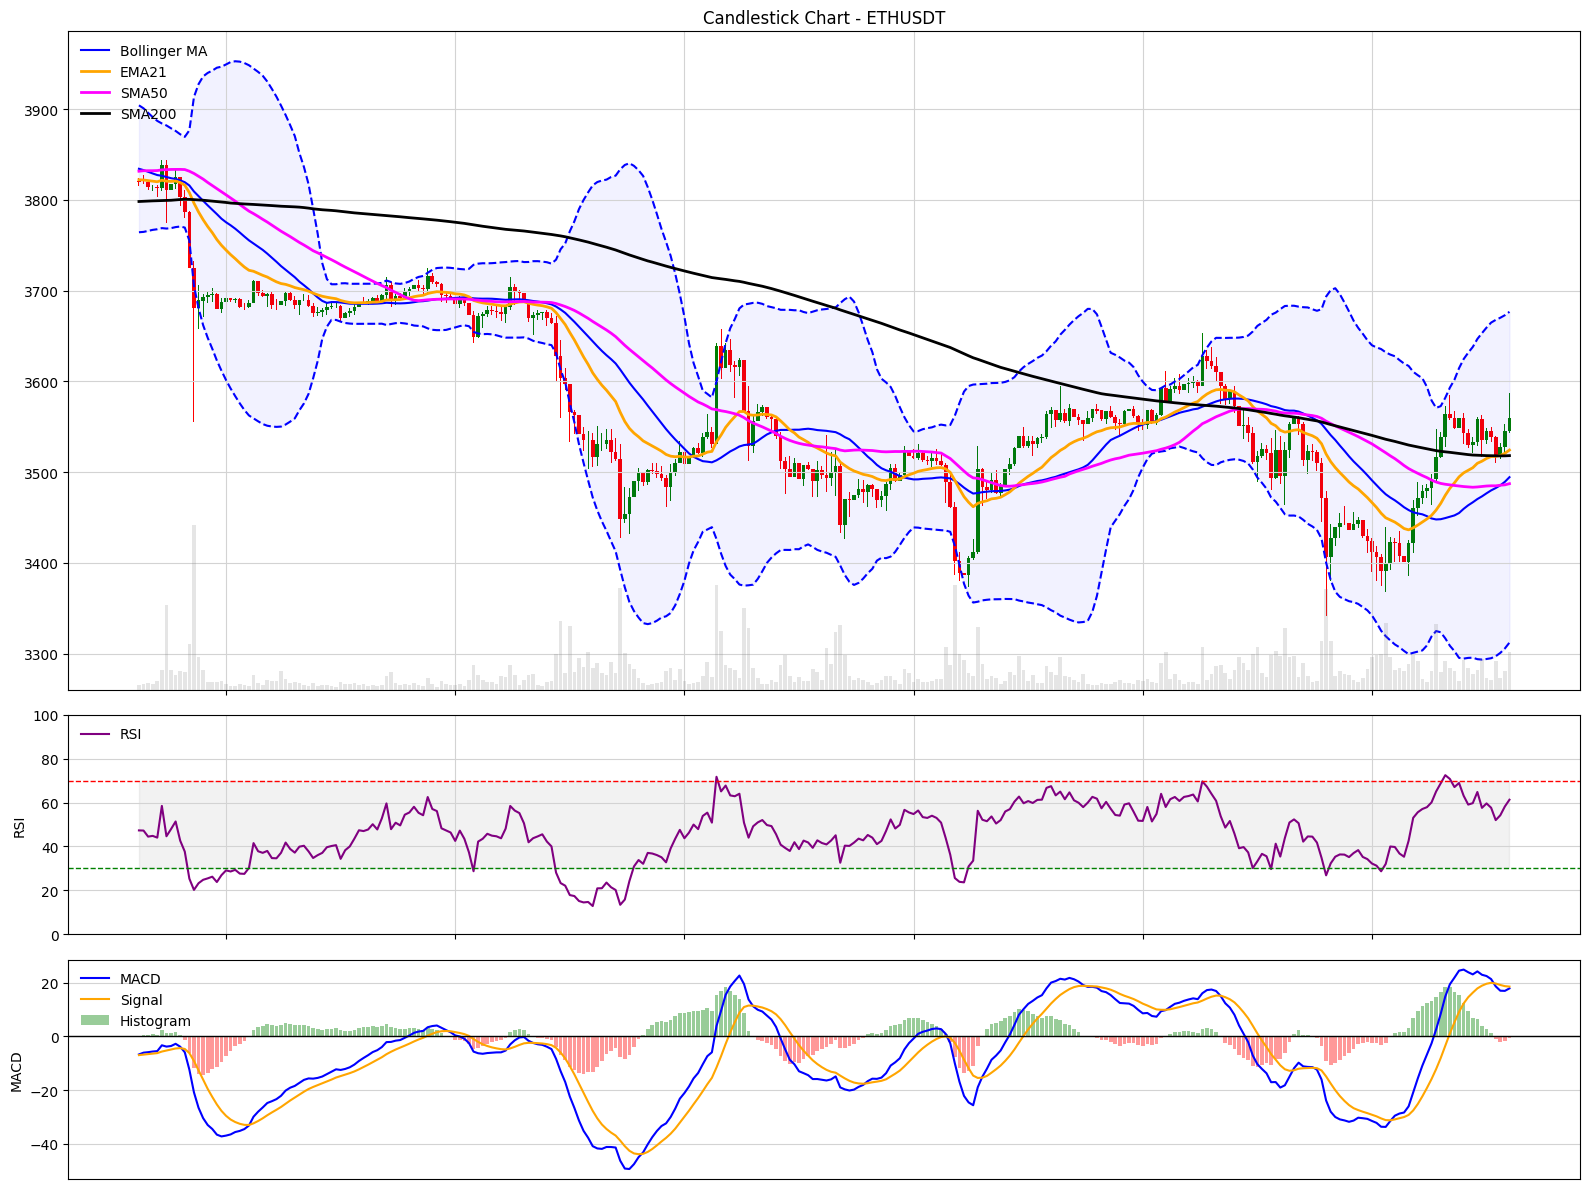 Candlestick Chart - ETHUSDT
Bollinger MA
EMA21
SMA50
SMA200
3900
3800
3700
3600
3500
3400
3300
RSI
100
80
60
40
20
0
RSI
MACD
Signal
Histogram
20
0
−20
−40
MACD